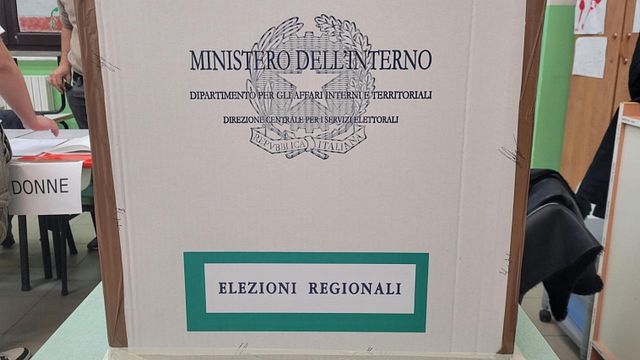 MINISTERO DELL'INTERNO
DIPARTIMENTO PER GLI AFFARI INTERNI E TERRITORIALI
DIREZIONE CENTRALE PER I SERVIZI ELETTORALI
REPVBBLICA ITALIANA
DONNE
ELEZIONI REGIONALI